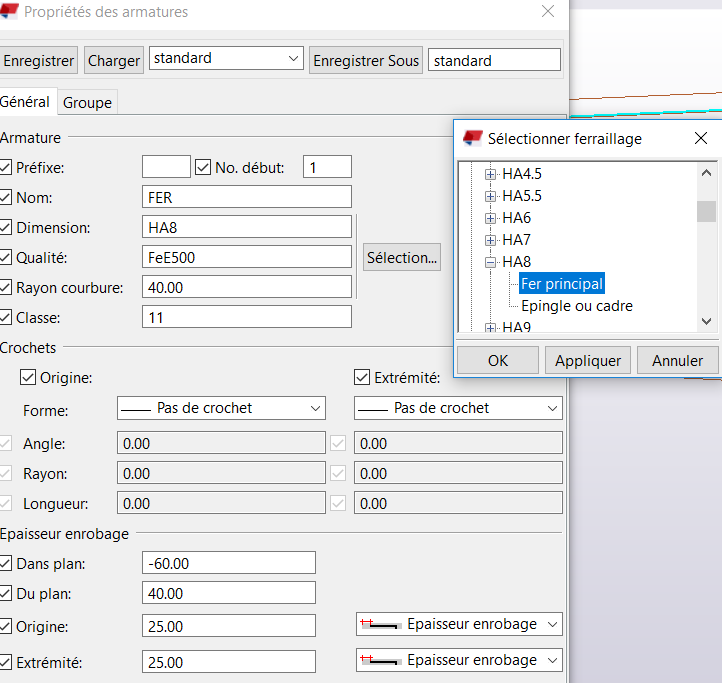 Propriétés des armatures
Enregistrer Charger standard Enregistrer Sous standard
Général Groupe
Armature
Préfixe: No. début: 1
Nom: FER
Dimension: HA8
Qualité: FeE500 Sélection...
Rayon courbure: 40.00
Classe: 11
Crochets
Origine: Extrémité:
Forme: Pas de crochet Pas de crochet
Angle: 0.00 0.00
Rayon: 0.00 0.00
Longueur: 0.00 0.00
Epaisseur enrobage
Dans plan: -60.00
Du plan: 40.00
Origine: 25.00 Epaisseur enrobage
Extrémité: 25.00 Epaisseur enrobage
Sélectionner ferraillage
HA4.5
HA5.5
HA6
HA7
HA8
Fer principal
Epingle ou cadre
HA9
OK Appliquer Annuler